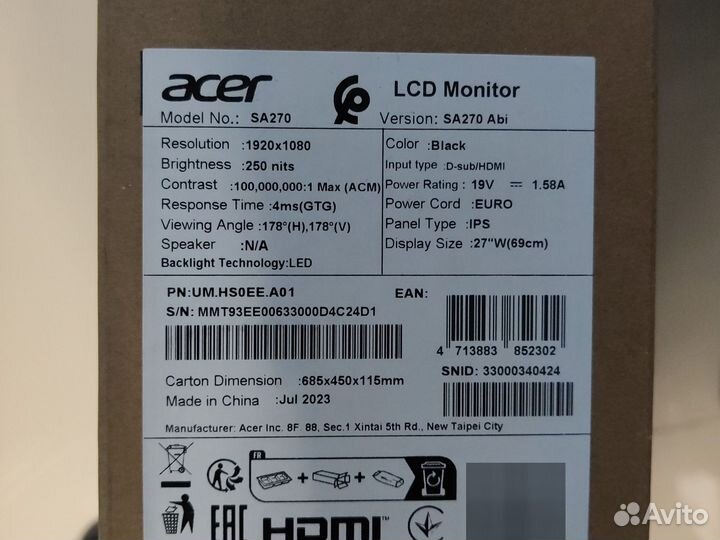 acer
LCD Monitor
Model No.: SA270
Version: SA270 Abi
Resolution :1920x1080
Brightness :250 nits
Contrast :100,000,000:1 Max (ACM)
Response Time :4ms(GTG)
Viewing Angle :178°(H),178°(V)
Speaker :N/A
Backlight Technology:LED
Color :Black
Input type :D-sub/HDMI
Power Rating : 19V ⎓ 1.58A
Power Cord :EURO
Panel Type :IPS
Display Size :27"W(69cm)
PN:UM.HS0EE.A01
S/N: MMT93EE00633000D4C24D1
EAN:
4 713883 852302
SNID: 33000340424
Carton Dimension :685x450x115mm
Made in China :Jul 2023
Manufacturer: Acer Inc. 8F. 88, Sec.1 Xintai 5th Rd., New Taipei City
FR
+ +
EAC HDMI™
Avito